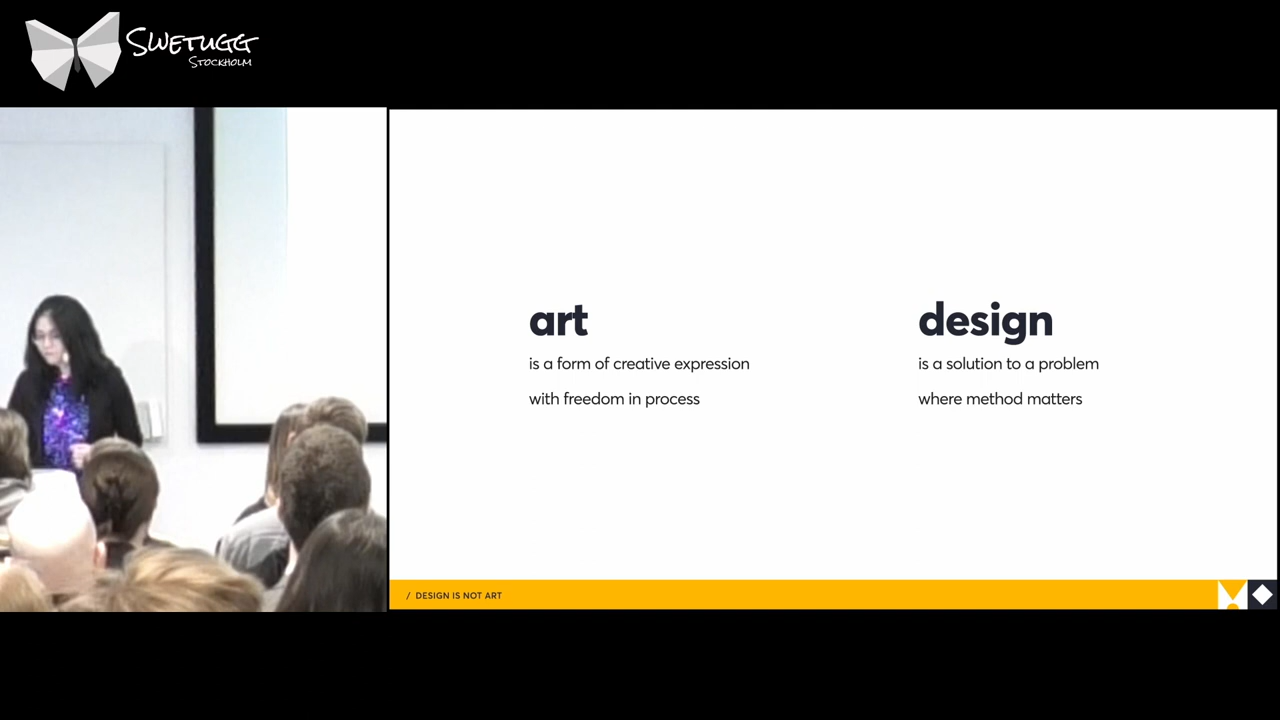 SWETUGG
STOCKHOLM
art
is a form of creative expression
with freedom in process
design
is a solution to a problem
where method matters
/ DESIGN IS NOT ART